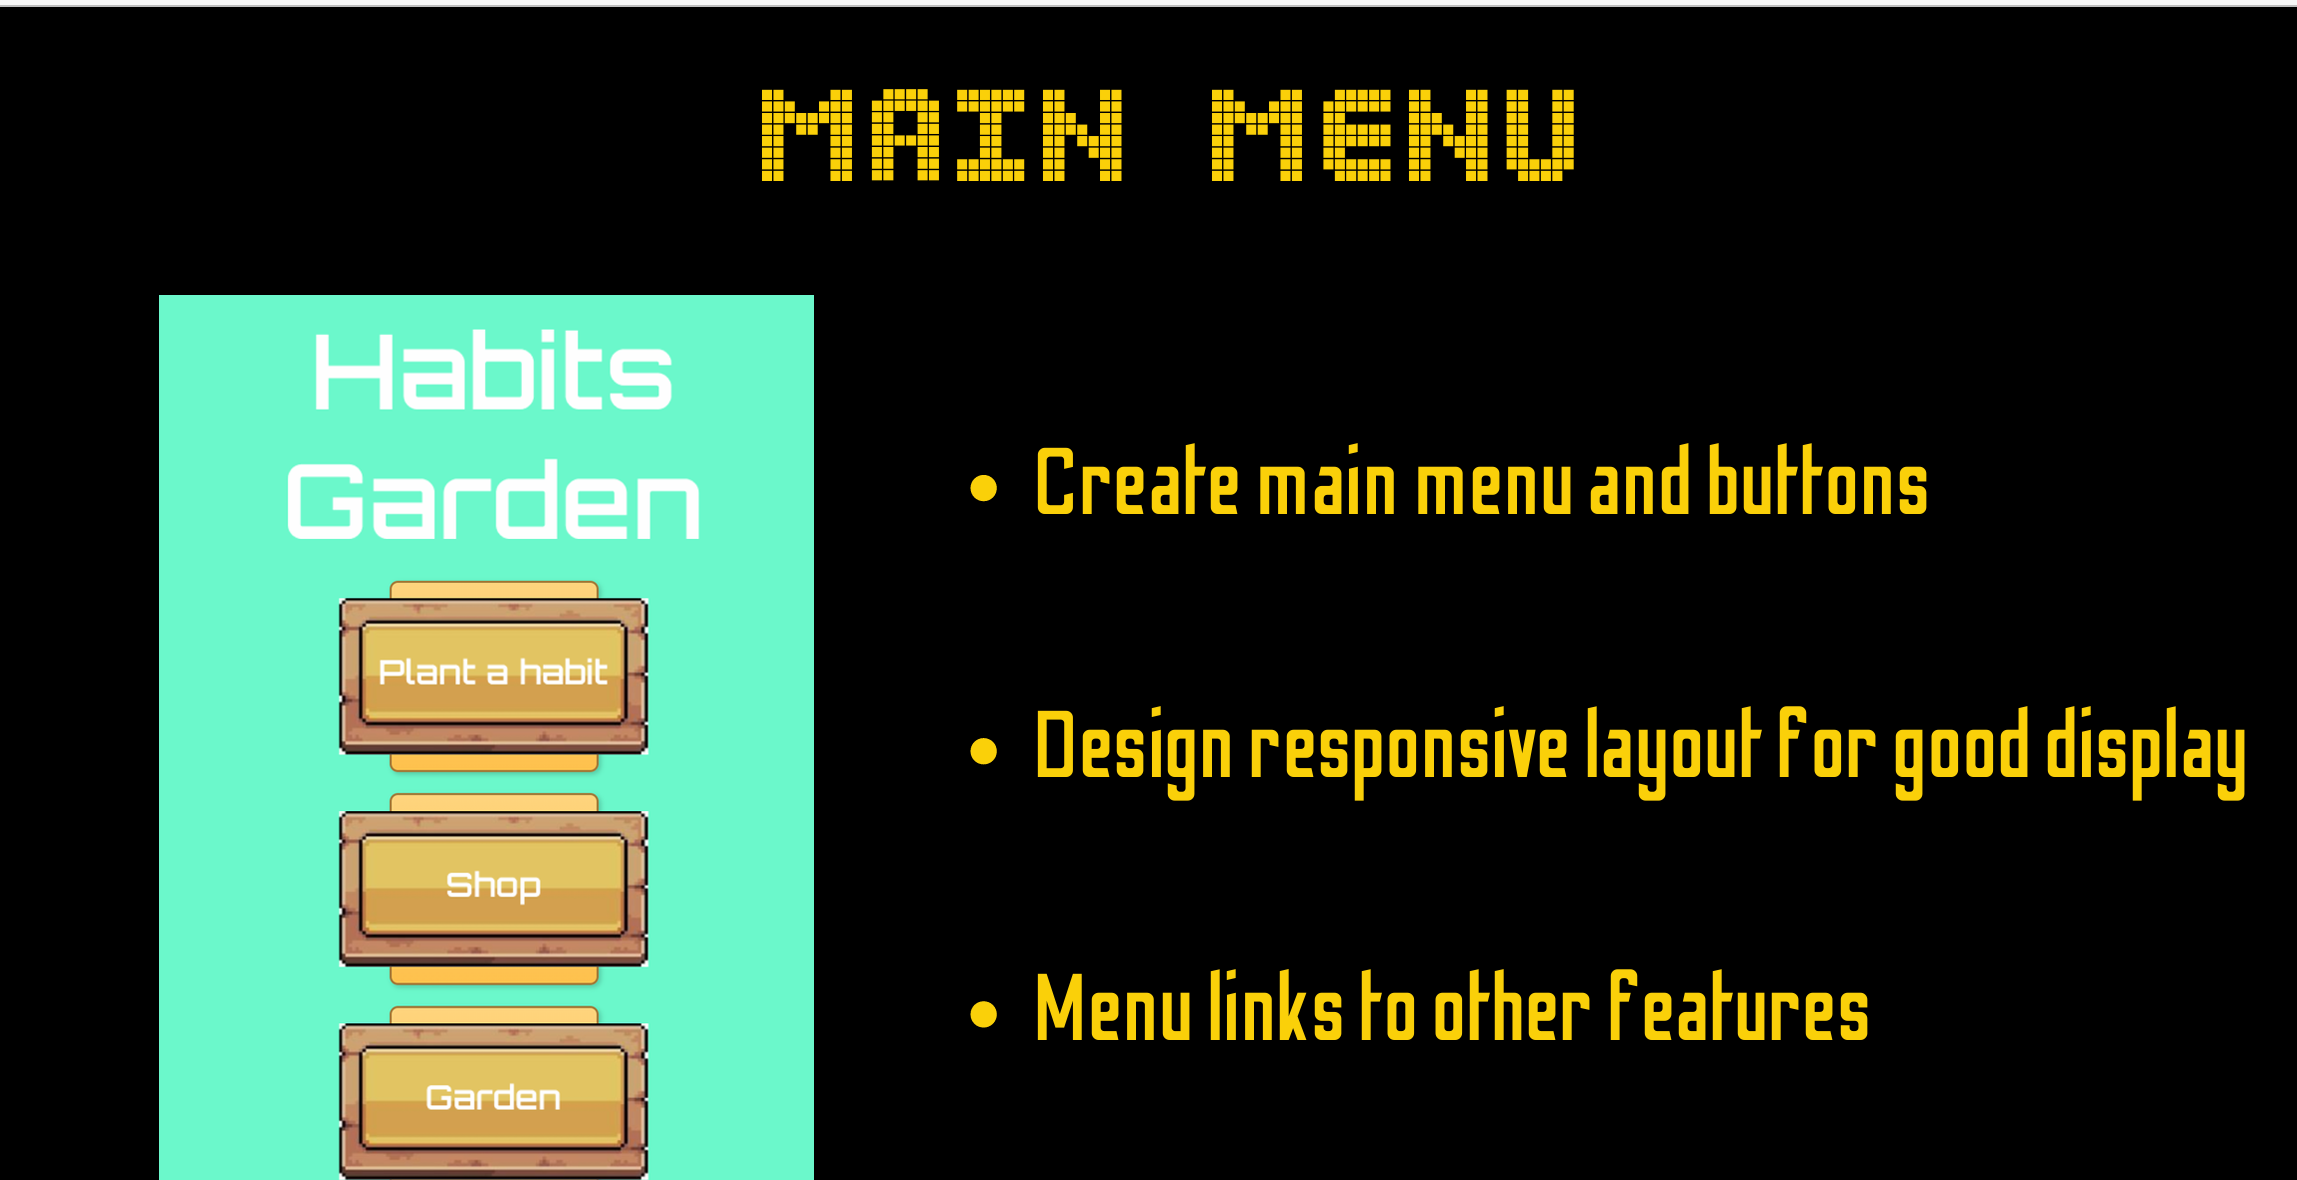 MAIN MENU
Habits
Garden
Plant a habit
Shop
Garden
• Create main menu and buttons
• Design responsive layout for good display
• Menu links to other features